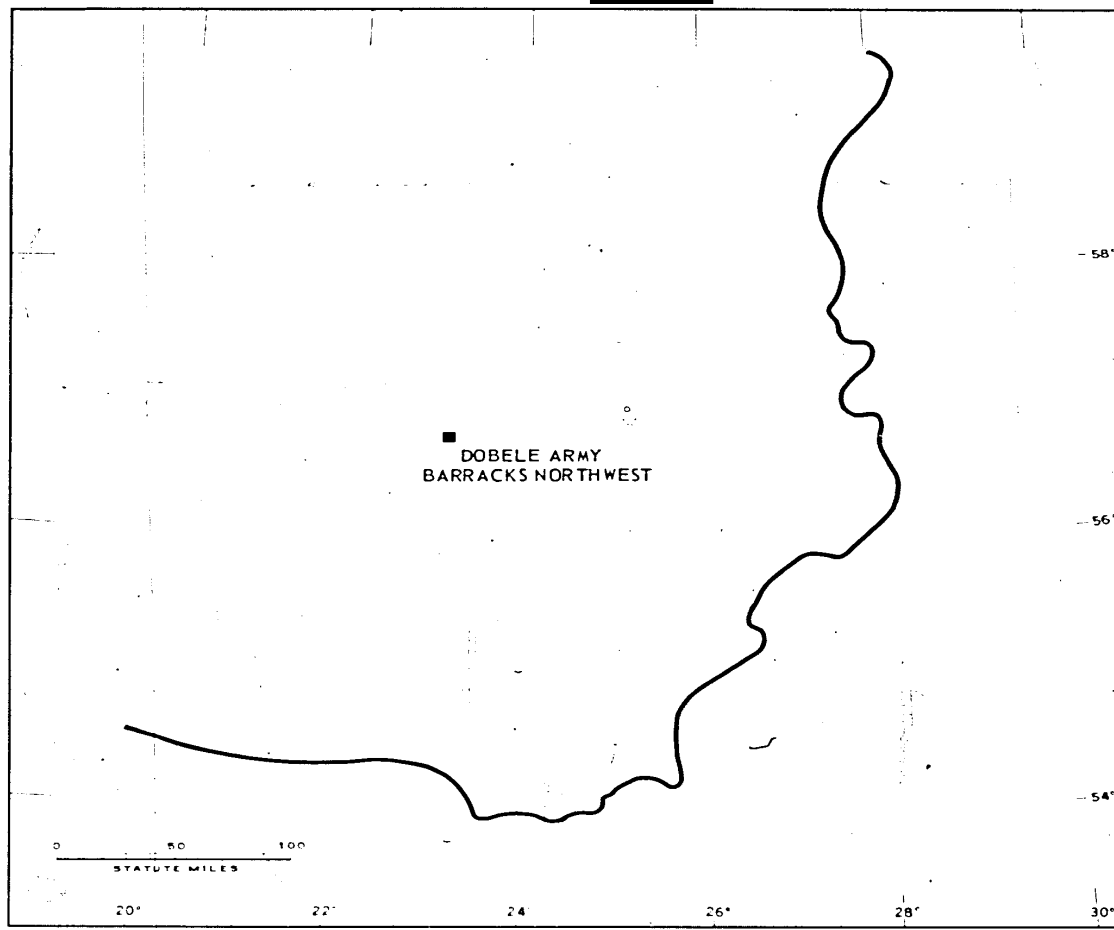 58°
DOBELE ARMY
BARRACKS NORTHWEST
56°
54°
0 50 100
STATUTE MILES
20° 22° 24° 26° 28° 30°